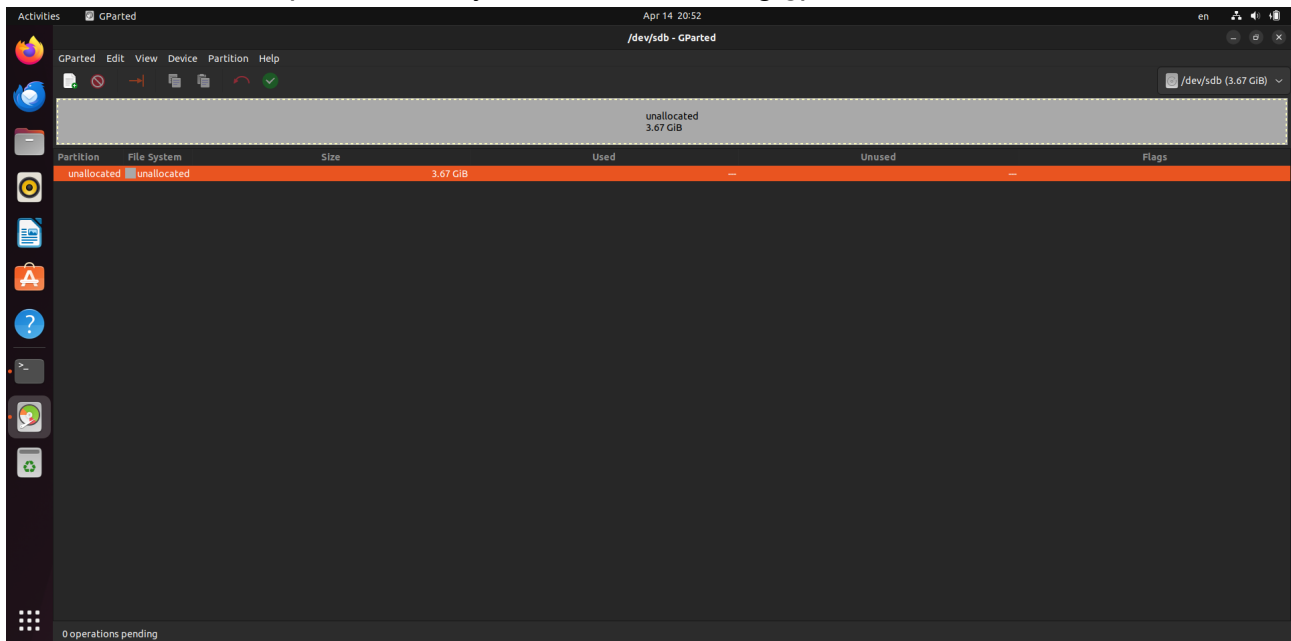 Activities GParted Apr 14 20:52 en
/dev/sdb - GParted
GParted Edit View Device Partition Help
/dev/sdb (3.67 GiB)
unallocated
3.67 GiB
Partition File System Size Used Unused Flags
unallocated unallocated 3.67 GiB — —
0 operations pending